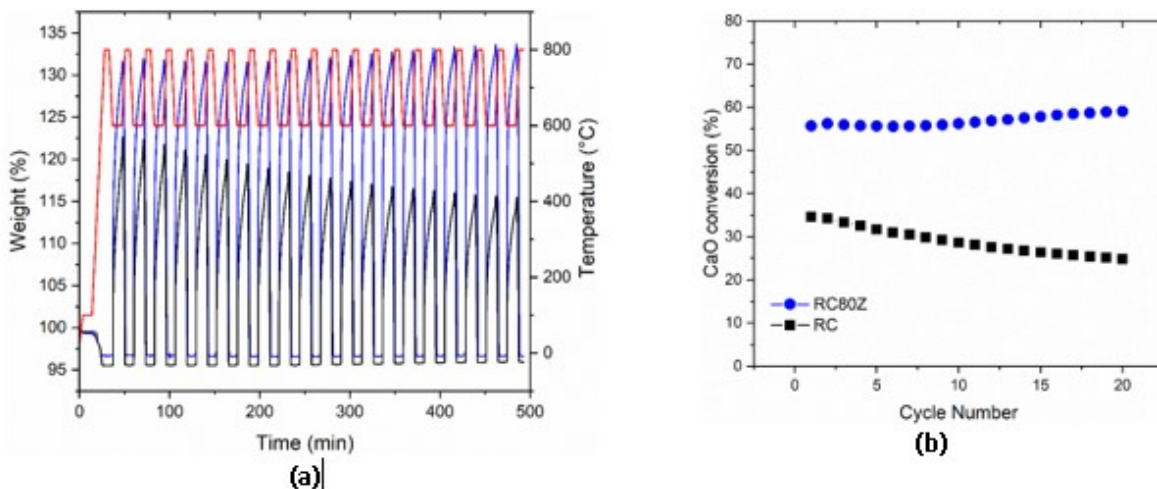 135
130
125
120
115
110
105
100
95
Weight (%)
800
600
400
200
0
Temperature (°C)
0 100 200 300 400 500
Time (min)
(a)
80
70
60
50
40
30
20
10
0
CaO conversion (%)
RC80Z
RC
0 5 10 15 20
Cycle Number
(b)